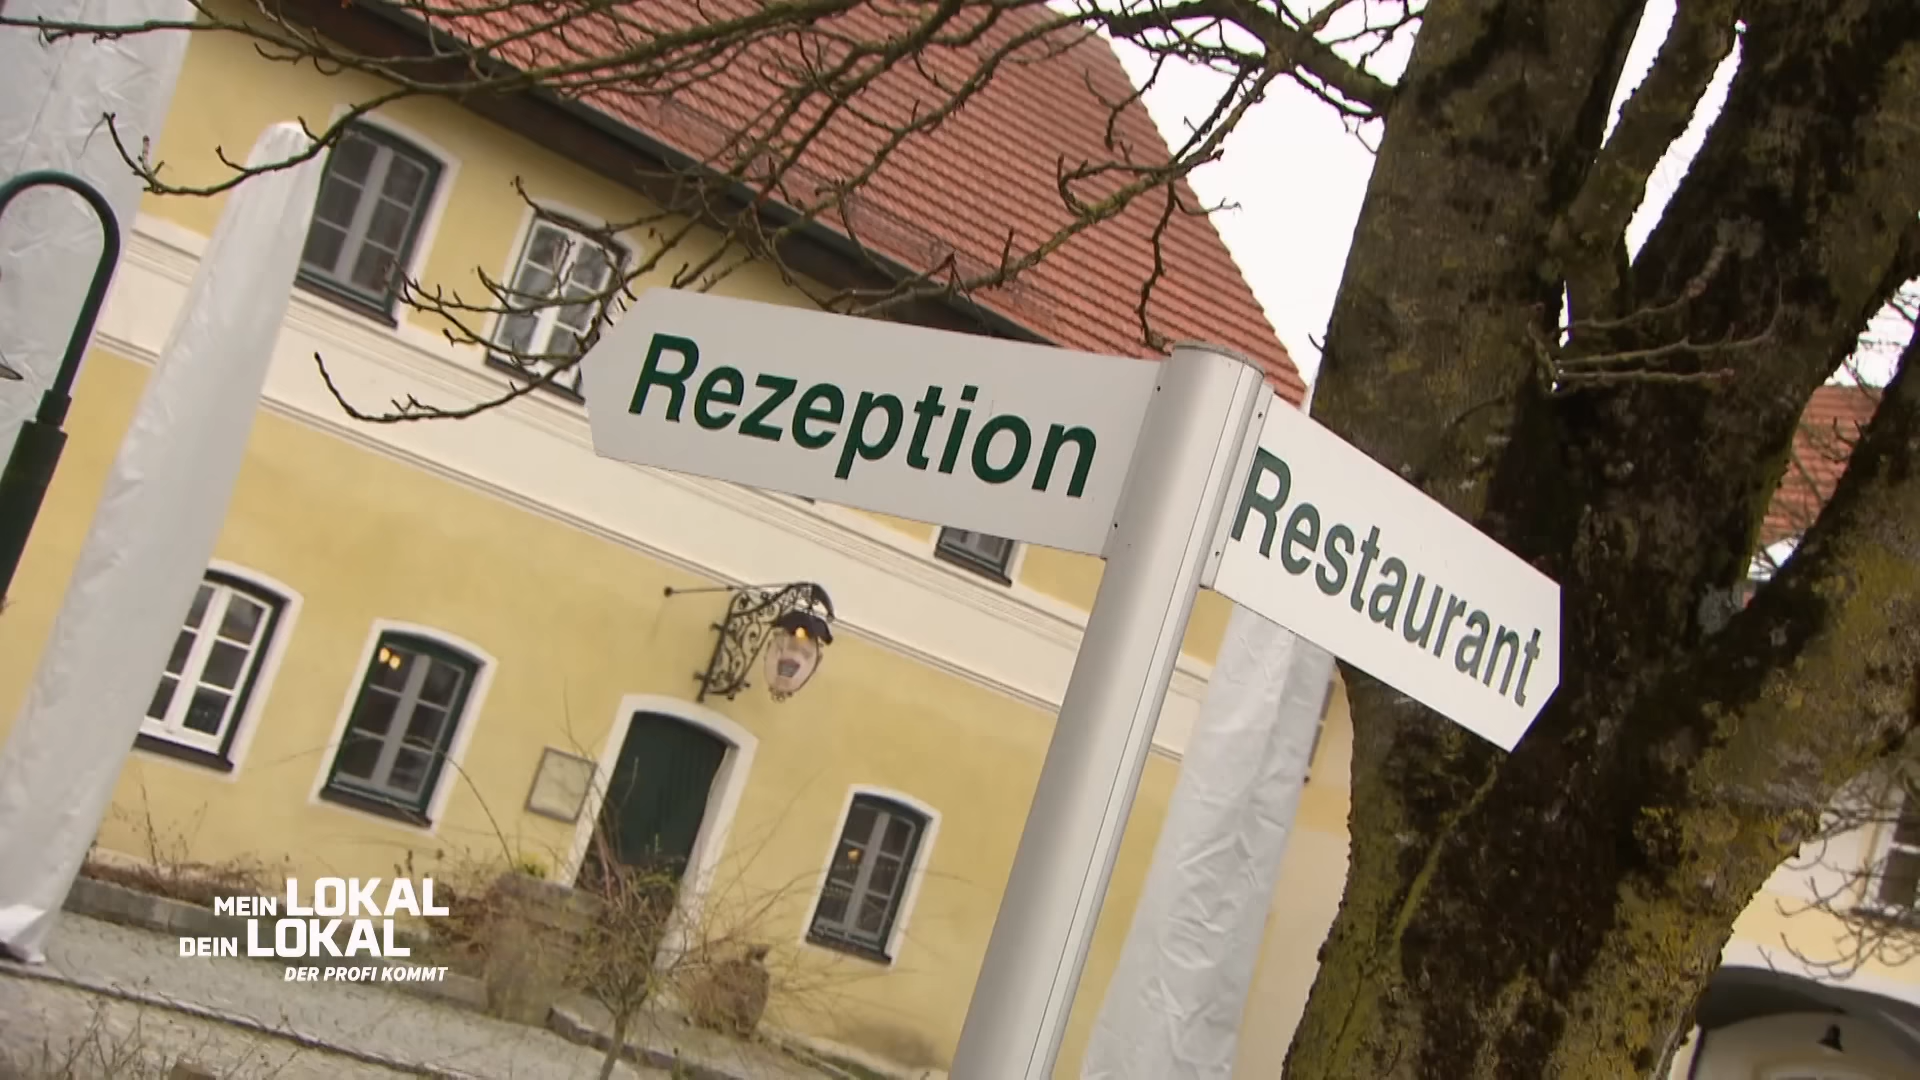 Rezeption
Restaurant
MEIN LOKAL
DEIN LOKAL
DER PROFI KOMMT